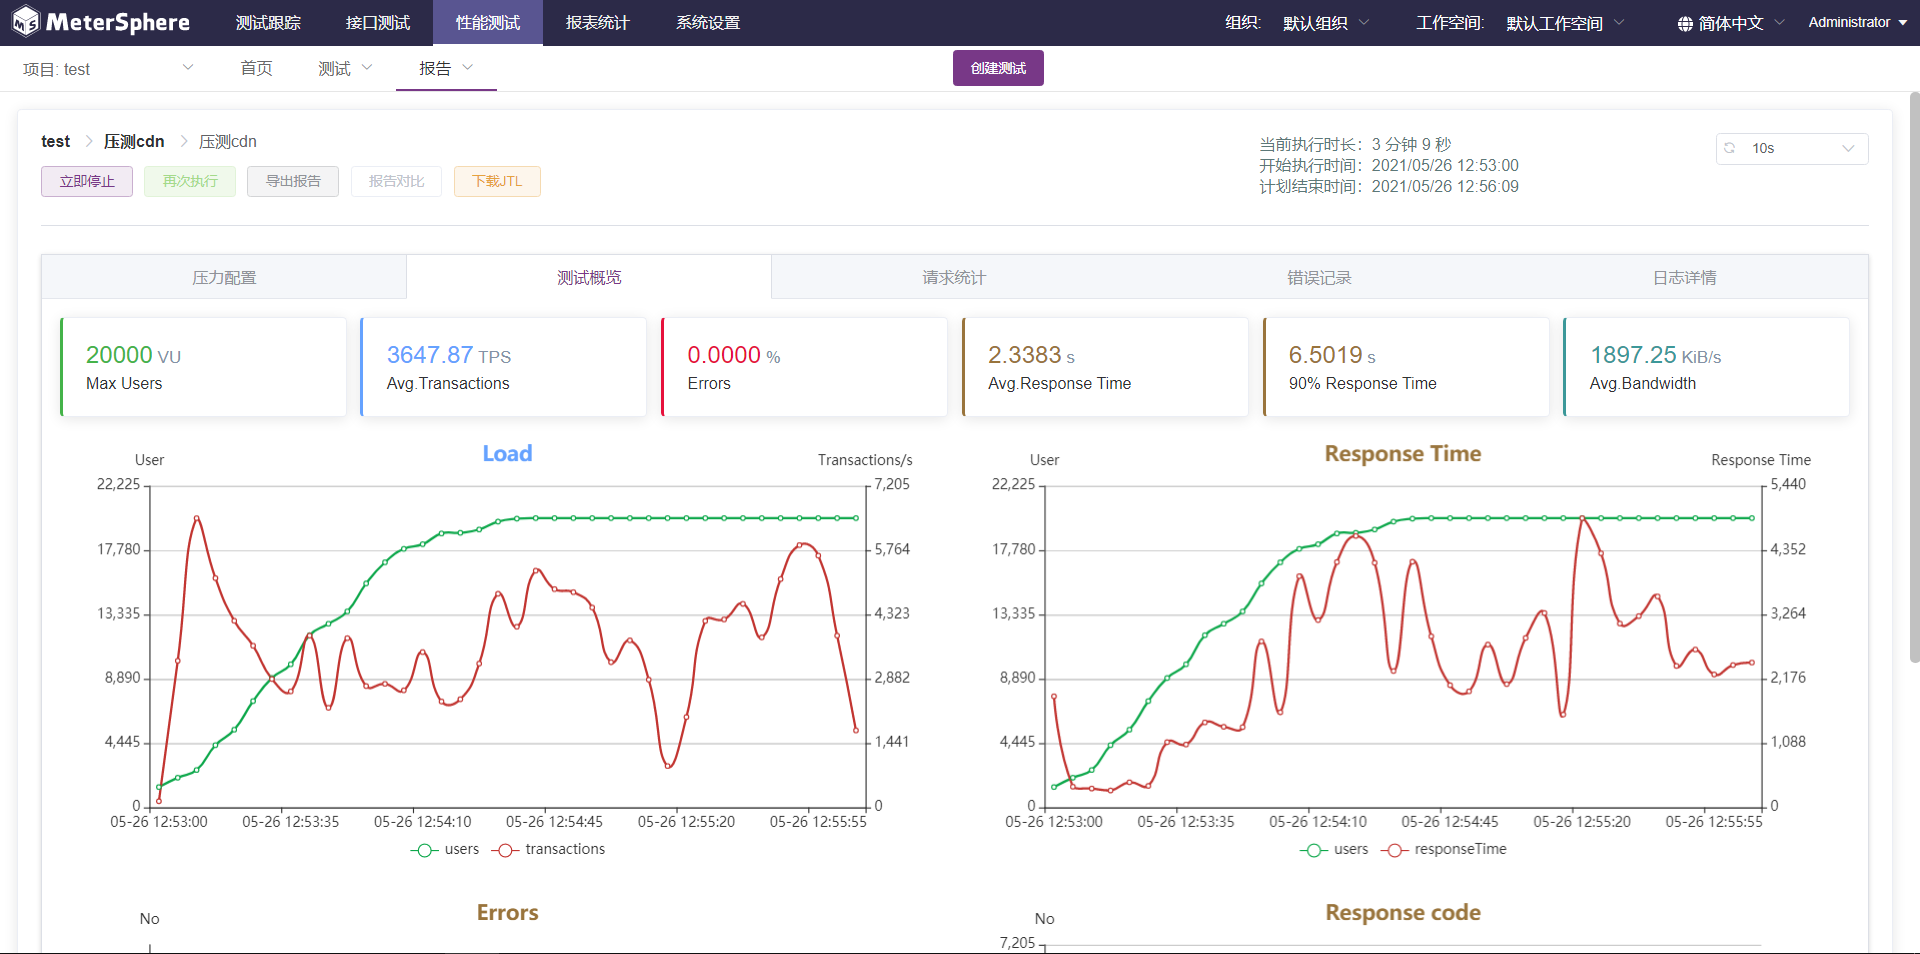 MeterSphere 测试跟踪 接口测试 性能测试 报表统计 系统设置 组织: 默认组织 工作空间: 默认工作空间 简体中文 Administrator
项目: test 首页 测试 报告 创建测试
test 压测cdn 压测cdn
立即停止 再次执行 导出报告 报告对比 下载JTL
当前执行时长：3 分钟 9 秒
开始执行时间：2021/05/26 12:53:00
计划结束时间：2021/05/26 12:56:09
10s
压力配置 测试概览 请求统计 错误记录 日志详情
20000 VU
Max Users
3647.87 TPS
Avg.Transactions
0.0000 %
Errors
2.3383 s
Avg.Response Time
6.5019 s
90% Response Time
1897.25 KiB/s
Avg.Bandwidth
Load
User Transactions/s
22,225 7,205
17,780 5,764
13,335 4,323
8,890 2,882
4,445 1,441
0 0
05-26 12:53:00 05-26 12:53:35 05-26 12:54:10 05-26 12:54:45 05-26 12:55:20 05-26 12:55:55
users transactions
Response Time
User Response Time
22,225 5,440
17,780 4,352
13,335 3,264
8,890 2,176
4,445 1,088
0 0
05-26 12:53:00 05-26 12:53:35 05-26 12:54:10 05-26 12:54:45 05-26 12:55:20 05-26 12:55:55
users responseTime
Errors
No
Response code
No
7,205